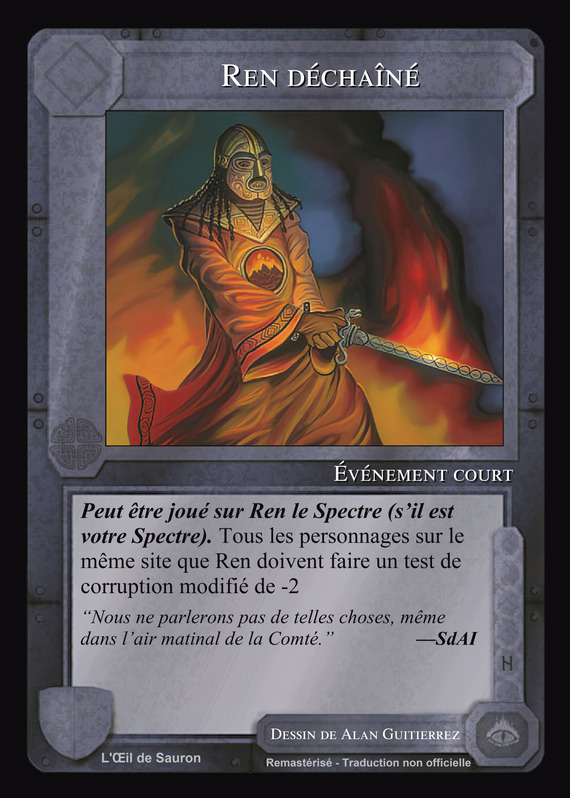 Ren déchaîné
Événement court
Peut être joué sur Ren le Spectre (s’il est
votre Spectre). Tous les personnages sur le
même site que Ren doivent faire un test de
corruption modifié de -2
“Nous ne parlerons pas de telles choses, même
dans l’air matinal de la Comté.” —SdAI
Dessin de Alan Guitierrez
L'Œil de Sauron
Remastérisé - Traduction non officielle